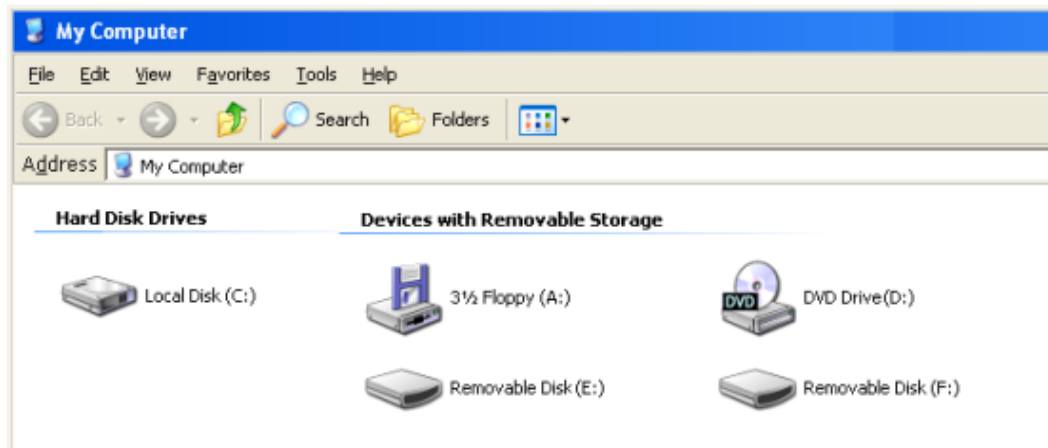 My Computer
File Edit View Favorites Tools Help
Back Search Folders
Address My Computer
Hard Disk Drives Devices with Removable Storage
Local Disk (C:) 3½ Floppy (A:) DVD DVD Drive(D:)
Removable Disk (E:) Removable Disk (F:)